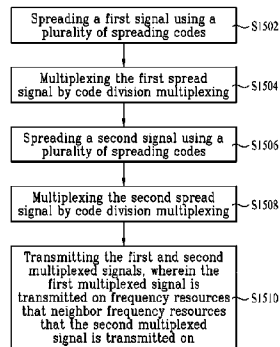 Spreading a first signal using a
plurality of spreading codes
S1502
Multiplexing the first spread
signal by code division multiplexing
S1504
Spreading a second signal using a
plurality of spreading codes
S1506
Multiplexing the second spread
signal by code division multiplexing
S1508
Transmitting the first and second
multiplexed signals, wherein the
first multiplexed signal is
transmitted on frequency resources
that neighbor frequency resources
that the second multiplexed
signal is transmitted on
S1510